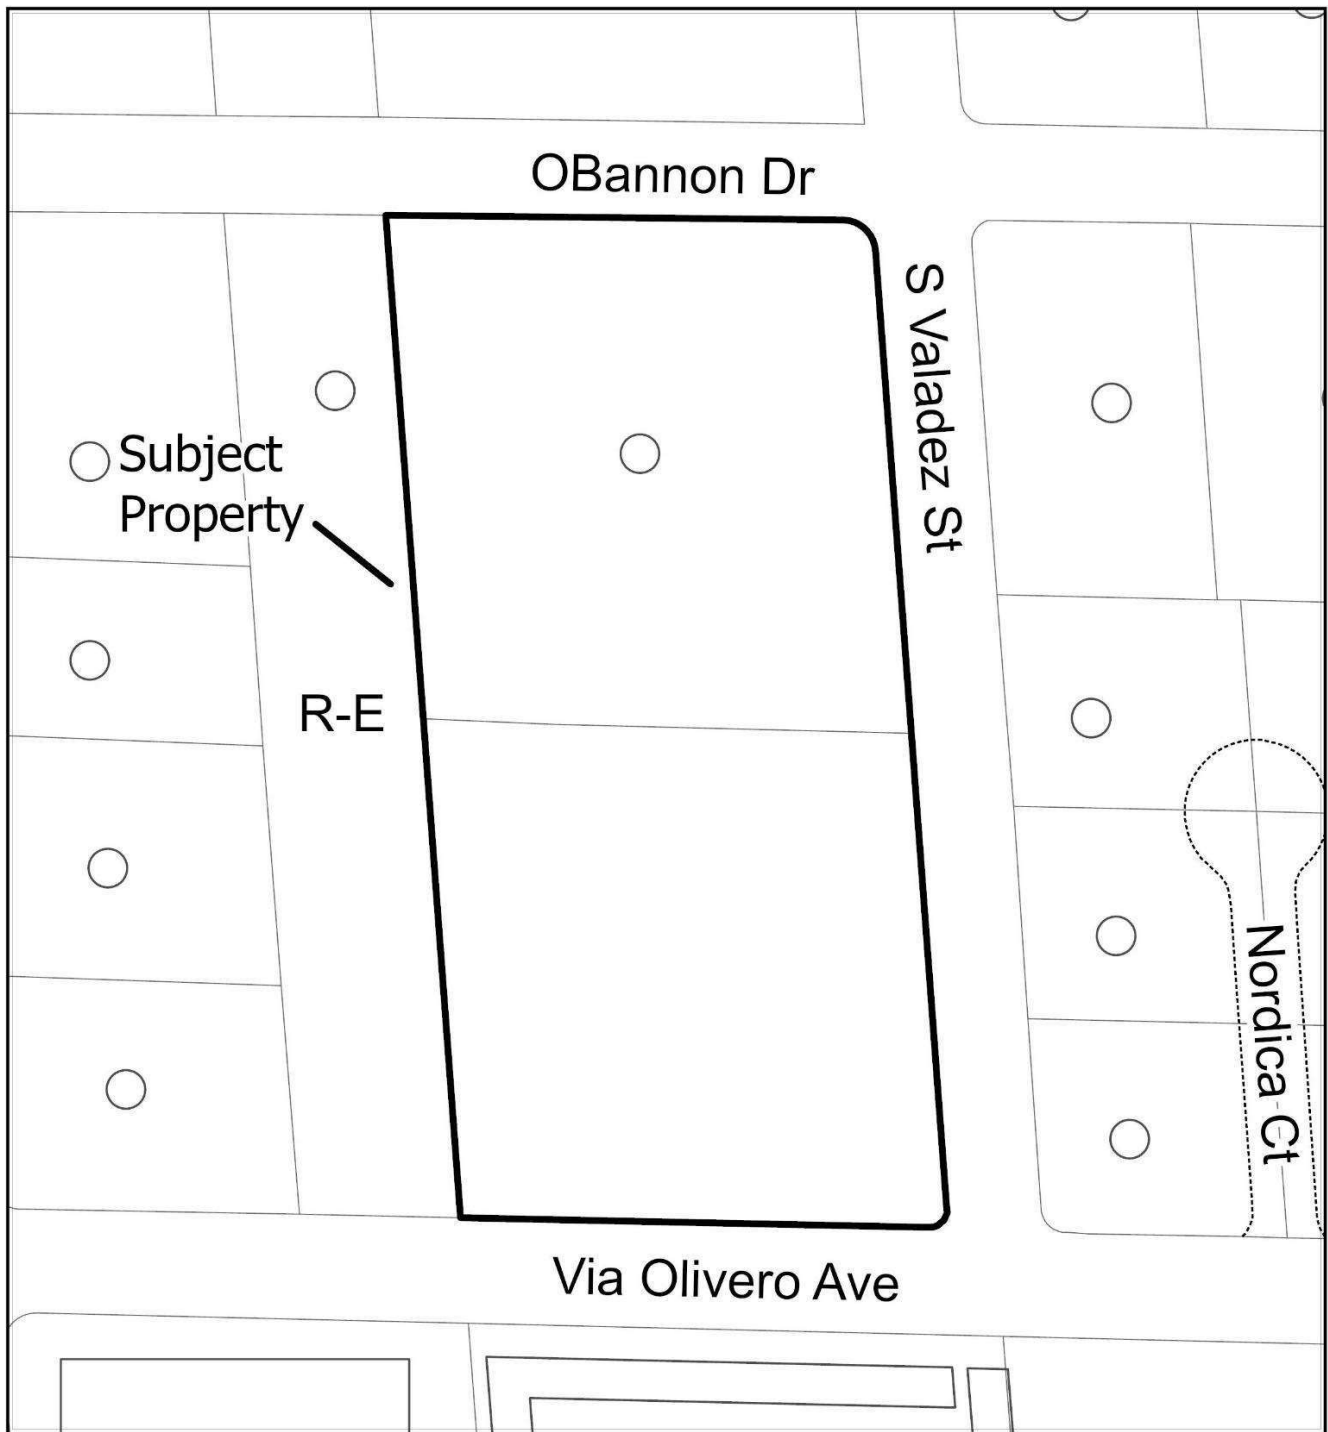 OBannon Dr
S Valadez St
Subject
Property
R-E
Nordica Ct
Via Olivero Ave